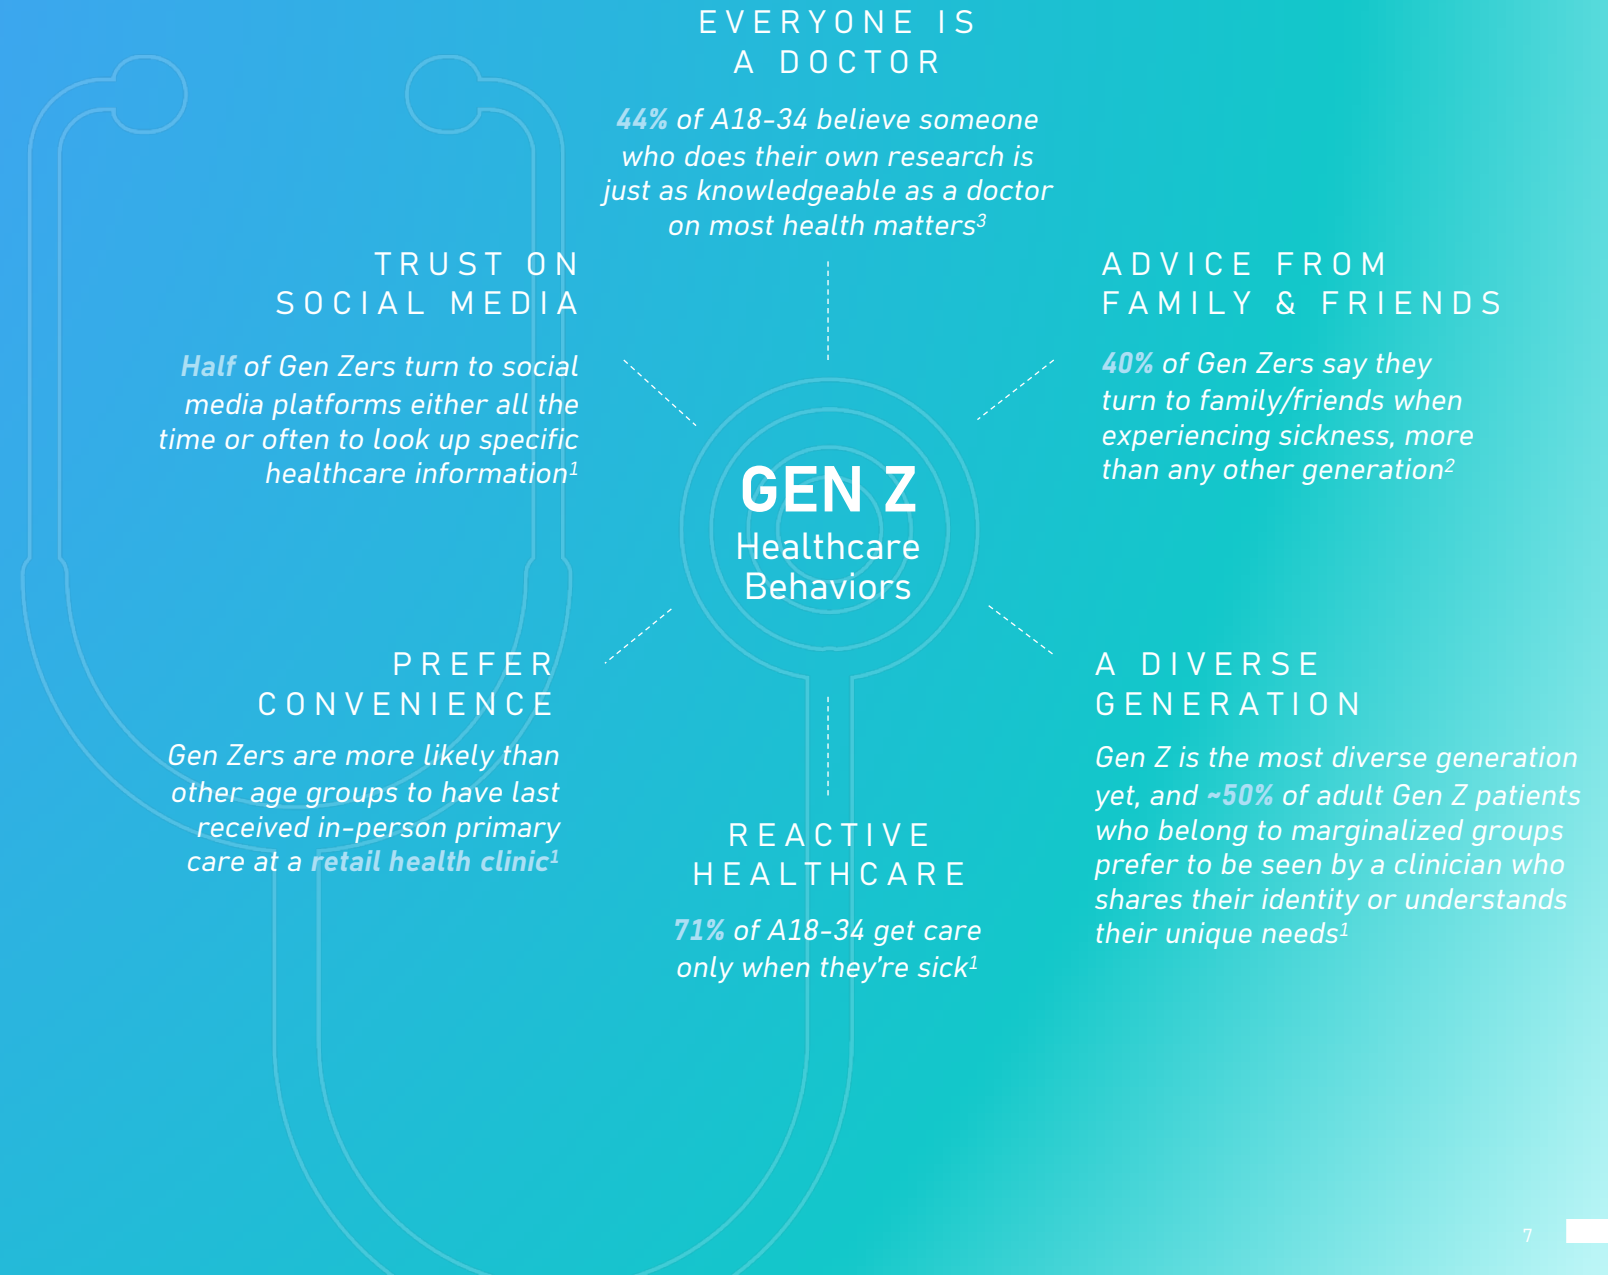 EVERYONE IS
A DOCTOR
44% of A18-34 believe someone
who does their own research is
just as knowledgeable as a doctor
on most health matters3
TRUST ON
SOCIAL MEDIA
Half of Gen Zers turn to social
media platforms either all the
time or often to look up specific
healthcare information1
ADVICE FROM
FAMILY & FRIENDS
40% of Gen Zers say they
turn to family/friends when
experiencing sickness, more
than any other generation2
GEN Z
Healthcare
Behaviors
PREFER
CONVENIENCE
Gen Zers are more likely than
other age groups to have last
received in-person primary
care at a retail health clinic1
REACTIVE
HEALTHCARE
71% of A18-34 get care
only when they're sick1
A DIVERSE
GENERATION
Gen Z is the most diverse generation
yet, and ~50% of adult Gen Z patients
who belong to marginalized groups
prefer to be seen by a clinician who
shares their identity or understands
their unique needs1
7